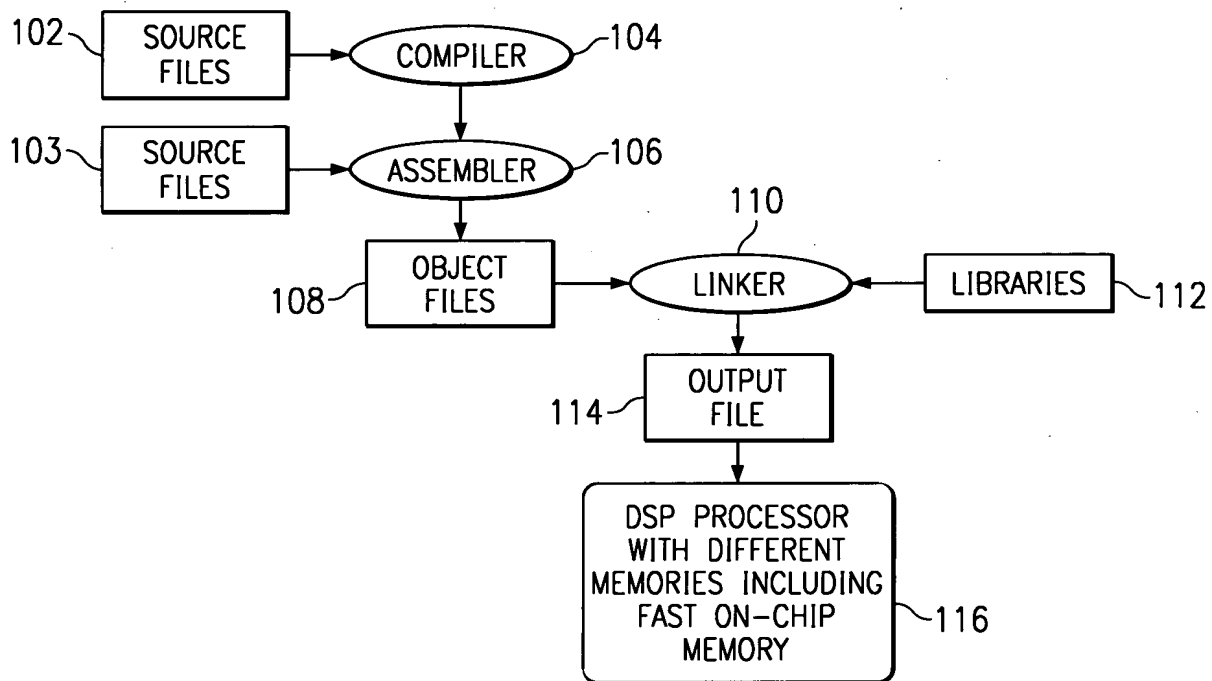 102
SOURCE
FILES
COMPILER
104
103
SOURCE
FILES
ASSEMBLER
106
108
OBJECT
FILES
110
LINKER
LIBRARIES
112
114
OUTPUT
FILE
DSP PROCESSOR
WITH DIFFERENT
MEMORIES INCLUDING
FAST ON-CHIP
MEMORY
116